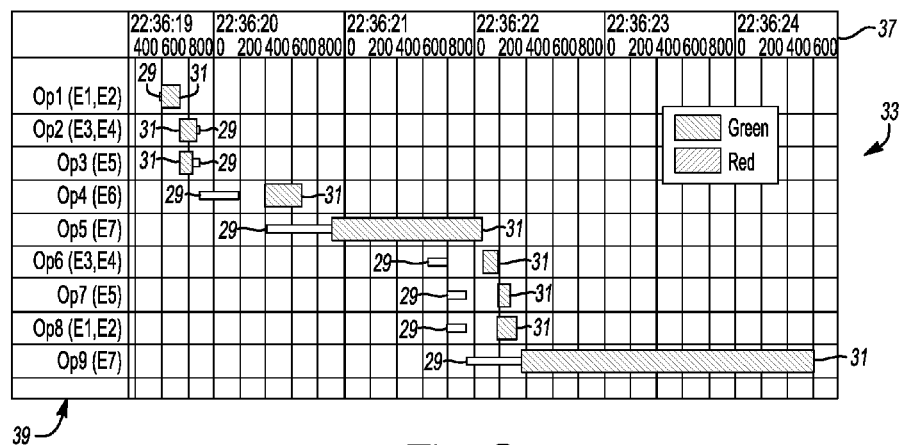 22:36:19 22:36:20 22:36:21 22:36:22 22:36:23 22:36:24
400 600 800 0 200 400 600 800 0 200 400 600 800 0 200 400 600 800 0 200 400 600 800 0 200 400 600
37
29 31
Op1 (E1,E2)
33
Green
Red
Op2 (E3,E4) 31 29
Op3 (E5) 31 29
Op4 (E6) 29 31
Op5 (E7) 29 31
Op6 (E3,E4) 29 31
Op7 (E5) 29 31
Op8 (E1,E2) 29 31
Op9 (E7) 29 31
39